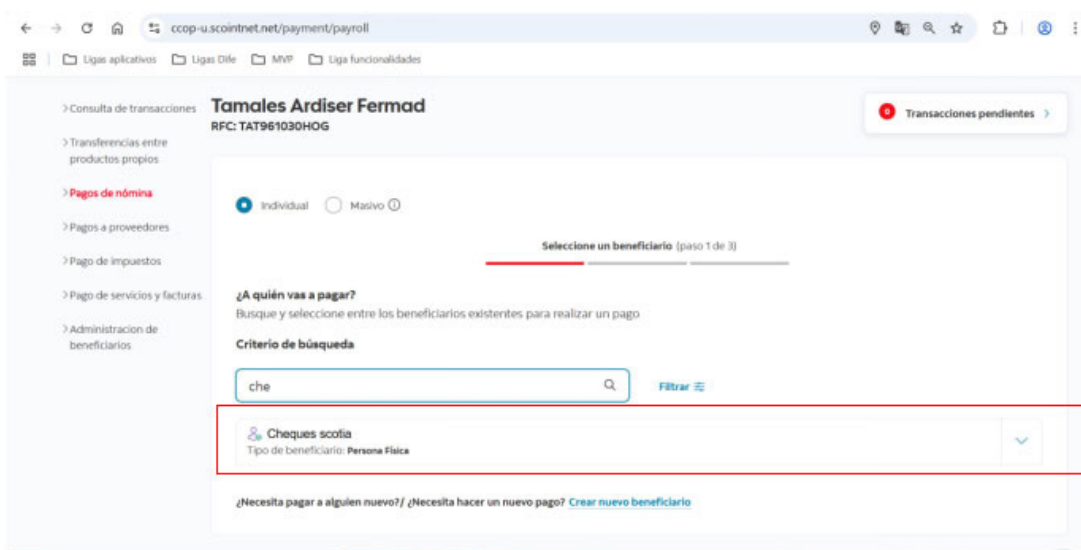 ccop-u.scointnet.net/payment/payroll
Ligas aplicativos Ligas Dife MVP Liga funcionalidades
Consulta de transacciones
Transferencias entre
productos propios
Pagos de nómina
Pagos a proveedores
Pago de impuestos
Pago de servicios y facturas
Administracion de
beneficiarios
Tamales Ardiser Fermad
RFC: TAT961030HOG
0 Transacciones pendientes
Individual Masivo
Seleccione un beneficiario (paso 1 de 3)
¿A quién vas a pagar?
Busque y seleccione entre los beneficiarios existentes para realizar un pago
Criterio de búsqueda
che
Filtrar
Cheques scotia
Tipo de beneficiario: Persona Física
¿Necesita pagar a alguien nuevo?/ ¿Necesita hacer un nuevo pago? Crear nuevo beneficiario